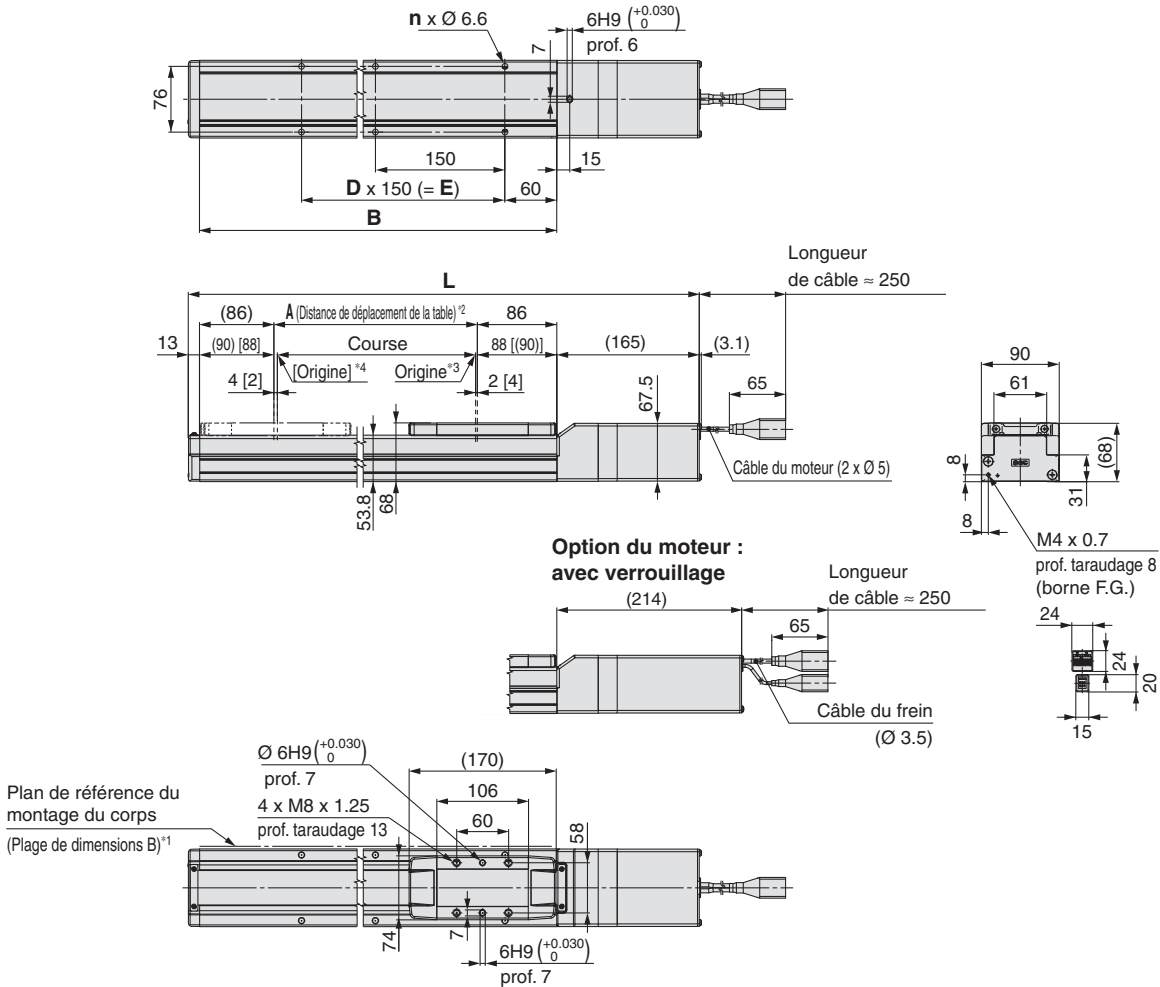 n x Ø 6.6
6H9 (+0.030 0)
prof. 6
7
76
150
15
D x 150 (= E)
60
B
Longueur
de câble ≈ 250
L
(86)
A (Distance de déplacement de la table) *2
86
13
(90) [88]
Course
88 [(90)]
(165)
(3.1)
[Origine] *4
Origine*3
4 [2]
2 [4]
67.5
65
90
61
53.8
68
Câble du moteur (2 x Ø 5)
8
(68)
31
8
M4 x 0.7
prof. taraudage 8
(borne F.G.)
Option du moteur :
avec verrouillage
Longueur
de câble ≈ 250
(214)
65
24
24
20
15
Câble du frein
(Ø 3.5)
Ø 6H9 (+0.030 0)
prof. 7
(170)
Plan de référence du
montage du corps
(Plage de dimensions B)*1
4 x M8 x 1.25
prof. taraudage 13
106
60
58
74
7
6H9 (+0.030 0)
prof. 7